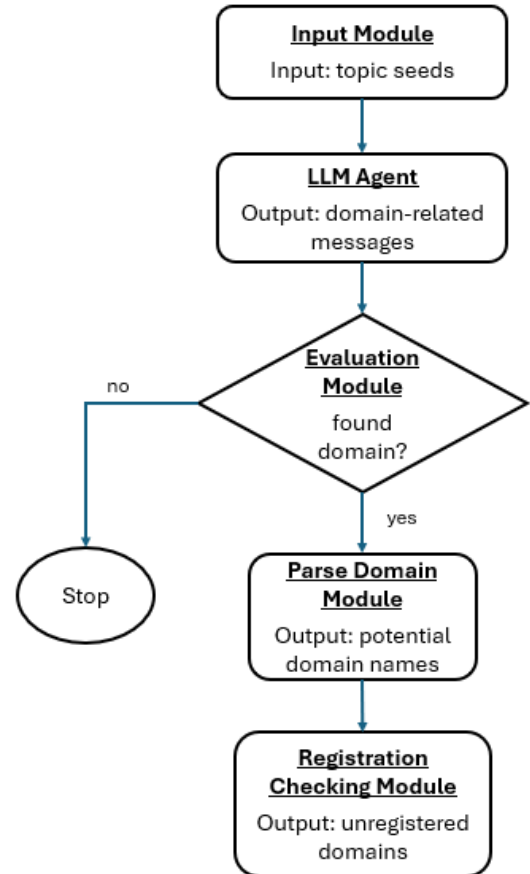 Input Module
Input: topic seeds
LLM Agent
Output: domain-related
messages
Evaluation
Module
found
domain?
no
yes
Stop
Parse Domain
Module
Output: potential
domain names
Registration
Checking Module
Output: unregistered
domains